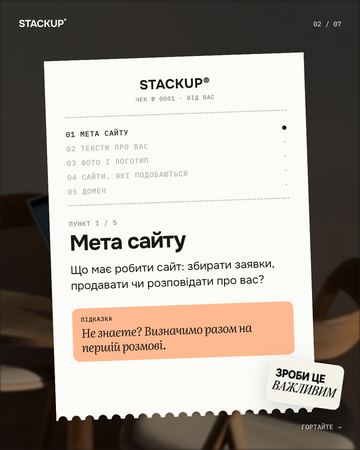 STACKUP®
02 / 07
STACKUP®
ЧЕК № 0001 · ВІД ВАС
01 МЕТА САЙТУ
02 ТЕКСТИ ПРО ВАС
03 ФОТО І ЛОГОТИП
04 САЙТИ, ЯКІ ПОДОБАЮТЬСЯ
05 ДОМЕН
ПУНКТ 1 / 5
Мета сайту
Що має робити сайт: збирати заявки,
продавати чи розповідати про вас?
ПІДКАЗКА
Не знаєте? Визначимо разом на
першій розмові.
ЗРОБИ ЦЕ
ВАЖЛИВИМ
ГОРТАЙТЕ →